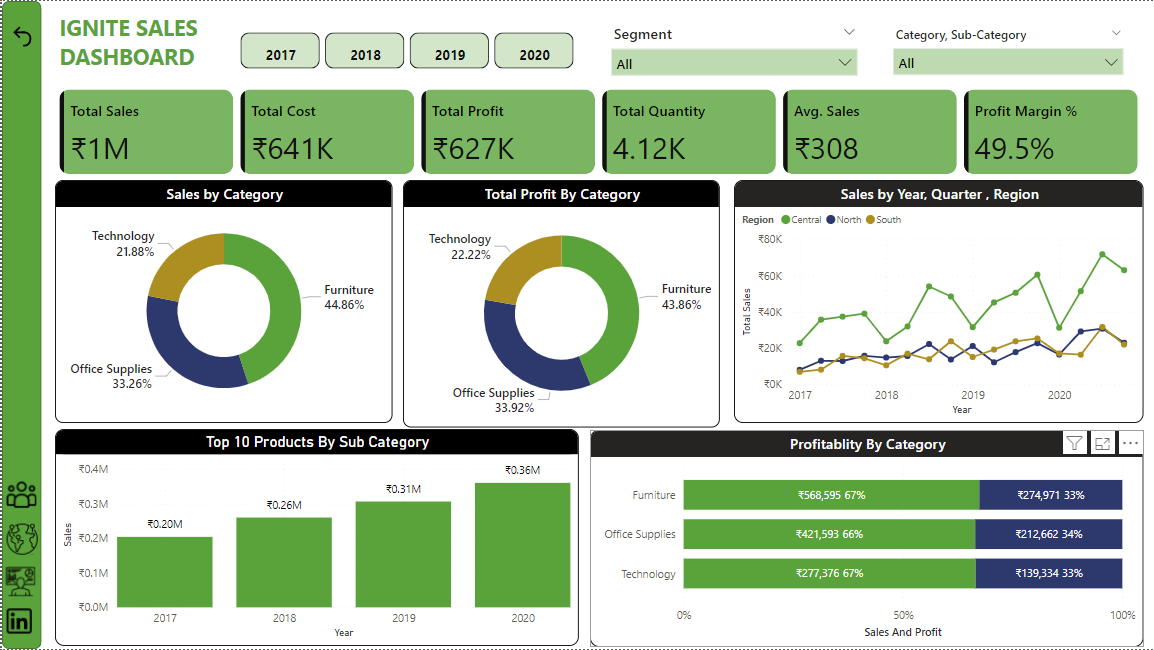 IGNITE SALES
DASHBOARD
2017
2018
2019
2020
Segment
All
Category, Sub-Category
All
Total Sales
₹1M
Total Cost
₹641K
Total Profit
₹627K
Total Quantity
4.12K
Avg. Sales
₹308
Profit Margin %
49.5%
Sales by Category
Technology
21.88%
Furniture
44.86%
Office Supplies
33.26%
Total Profit By Category
Technology
22.22%
Furniture
43.86%
Office Supplies
33.92%
Sales by Year, Quarter , Region
Region Central North South
₹80K
₹60K
₹40K
₹20K
₹0K
Total Sales
2017 2018 2019 2020
Year
Top 10 Products By Sub Category
₹0.4M
₹0.3M
₹0.2M
₹0.1M
₹0.0M
Sales
₹0.20M
₹0.26M
₹0.31M
₹0.36M
2017 2018 2019 2020
Year
Profitablity By Category
Furniture ₹568,595 67% ₹274,971 33%
Office Supplies ₹421,593 66% ₹212,662 34%
Technology ₹277,376 67% ₹139,334 33%
0% 50% 100%
Sales And Profit
in